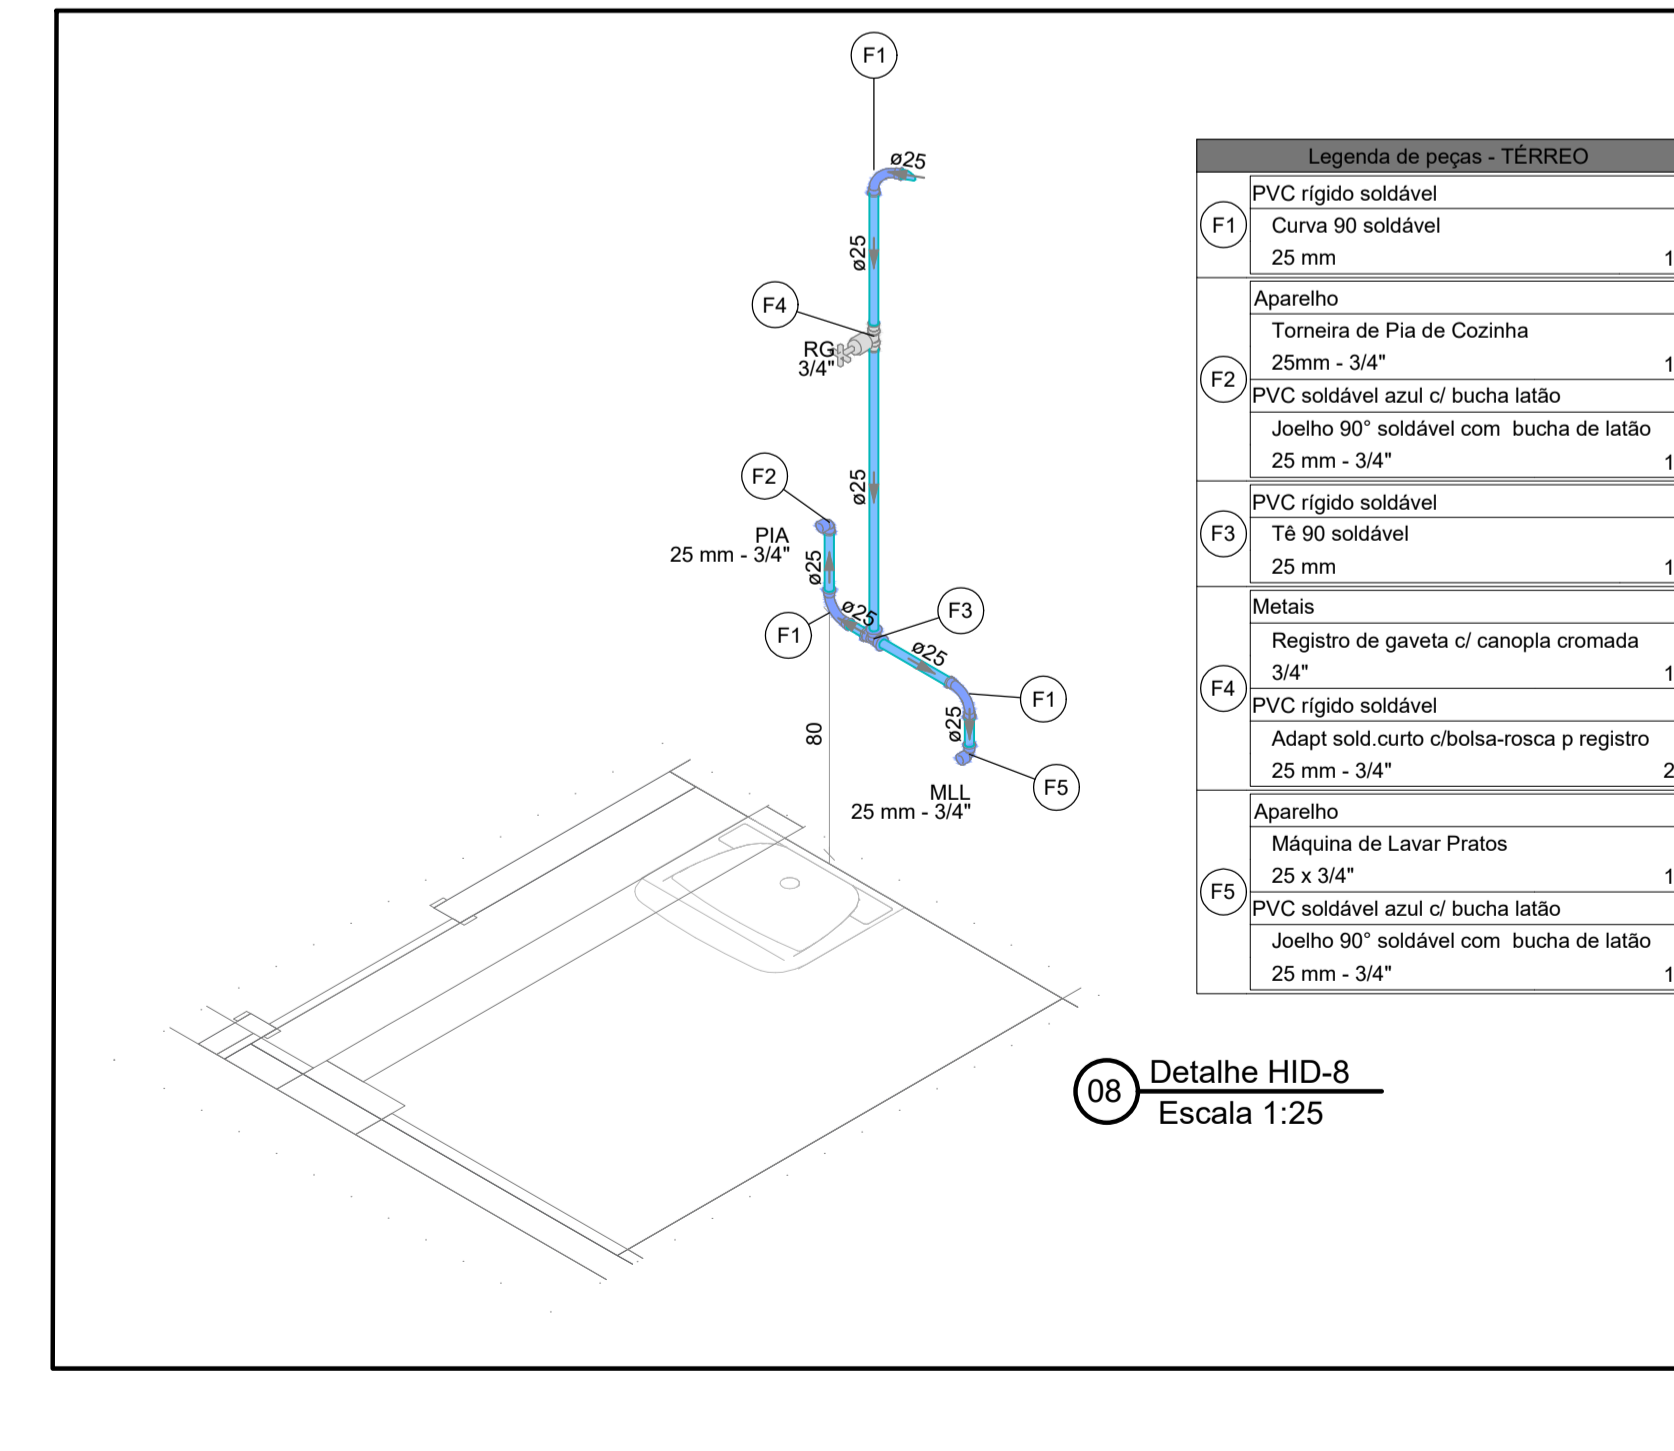 F1
ø25
ø25
F4
RG
3/4"
F2
ø25
PIA
25 mm - 3/4"
ø25
ø25
F3
F1
ø25
F1
ø25
80
F5
MLL
25 mm - 3/4"
Legenda de peças - TÉRREO
F1
PVC rígido soldável
Curva 90 soldável
25 mm 1
F2
Aparelho
Torneira de Pia de Cozinha
25mm - 3/4" 1
PVC soldável azul c/ bucha latão
Joelho 90° soldável com bucha de latão
25 mm - 3/4" 1
F3
PVC rígido soldável
Tê 90 soldável
25 mm 1
F4
Metais
Registro de gaveta c/ canopla cromada
3/4" 1
PVC rígido soldável
Adapt sold.curto c/bolsa-rosca p registro
25 mm - 3/4" 2
F5
Aparelho
Máquina de Lavar Pratos
25 x 3/4" 1
PVC soldável azul c/ bucha latão
Joelho 90° soldável com bucha de latão
25 mm - 3/4" 1
08
Detalhe HID-8
Escala 1:25